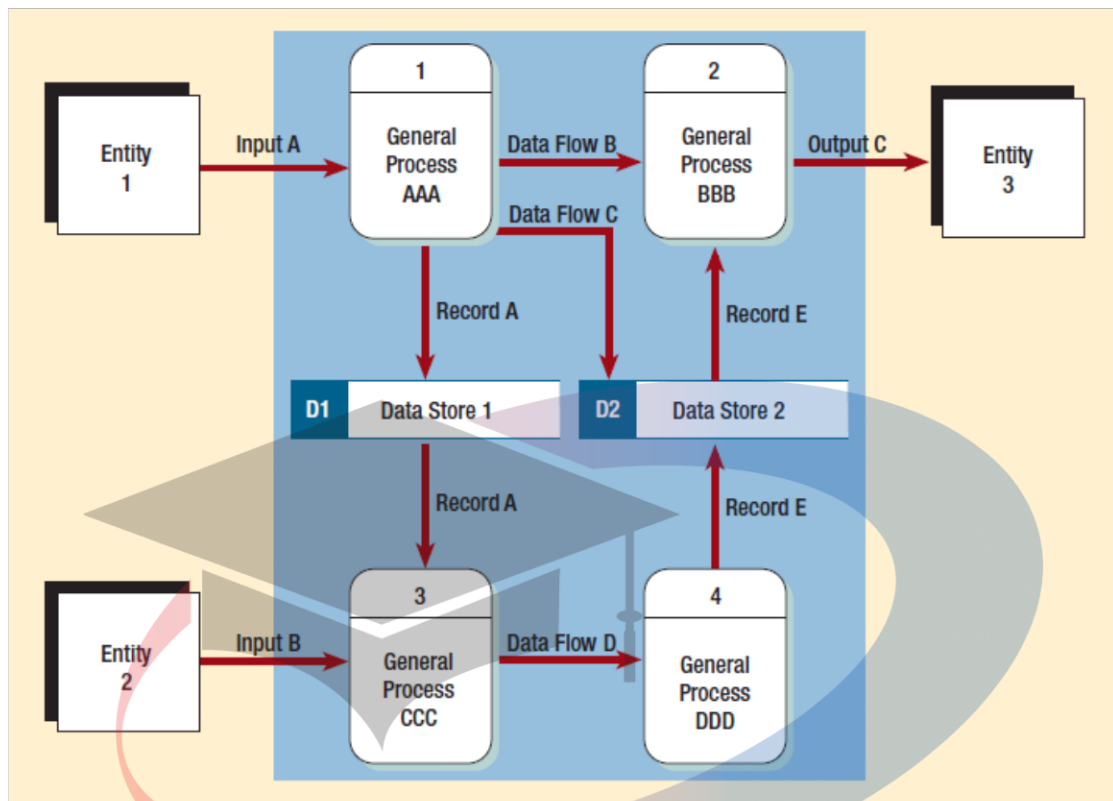 1
2
Entity
1
Input A
General
Process
AAA
Data Flow B
General
Process
BBB
Output C
Entity
3
Data Flow C
Record A
Record E
D1
Data Store 1
D2
Data Store 2
Record A
Record E
3
4
Entity
2
Input B
General
Process
CCC
Data Flow D
General
Process
DDD